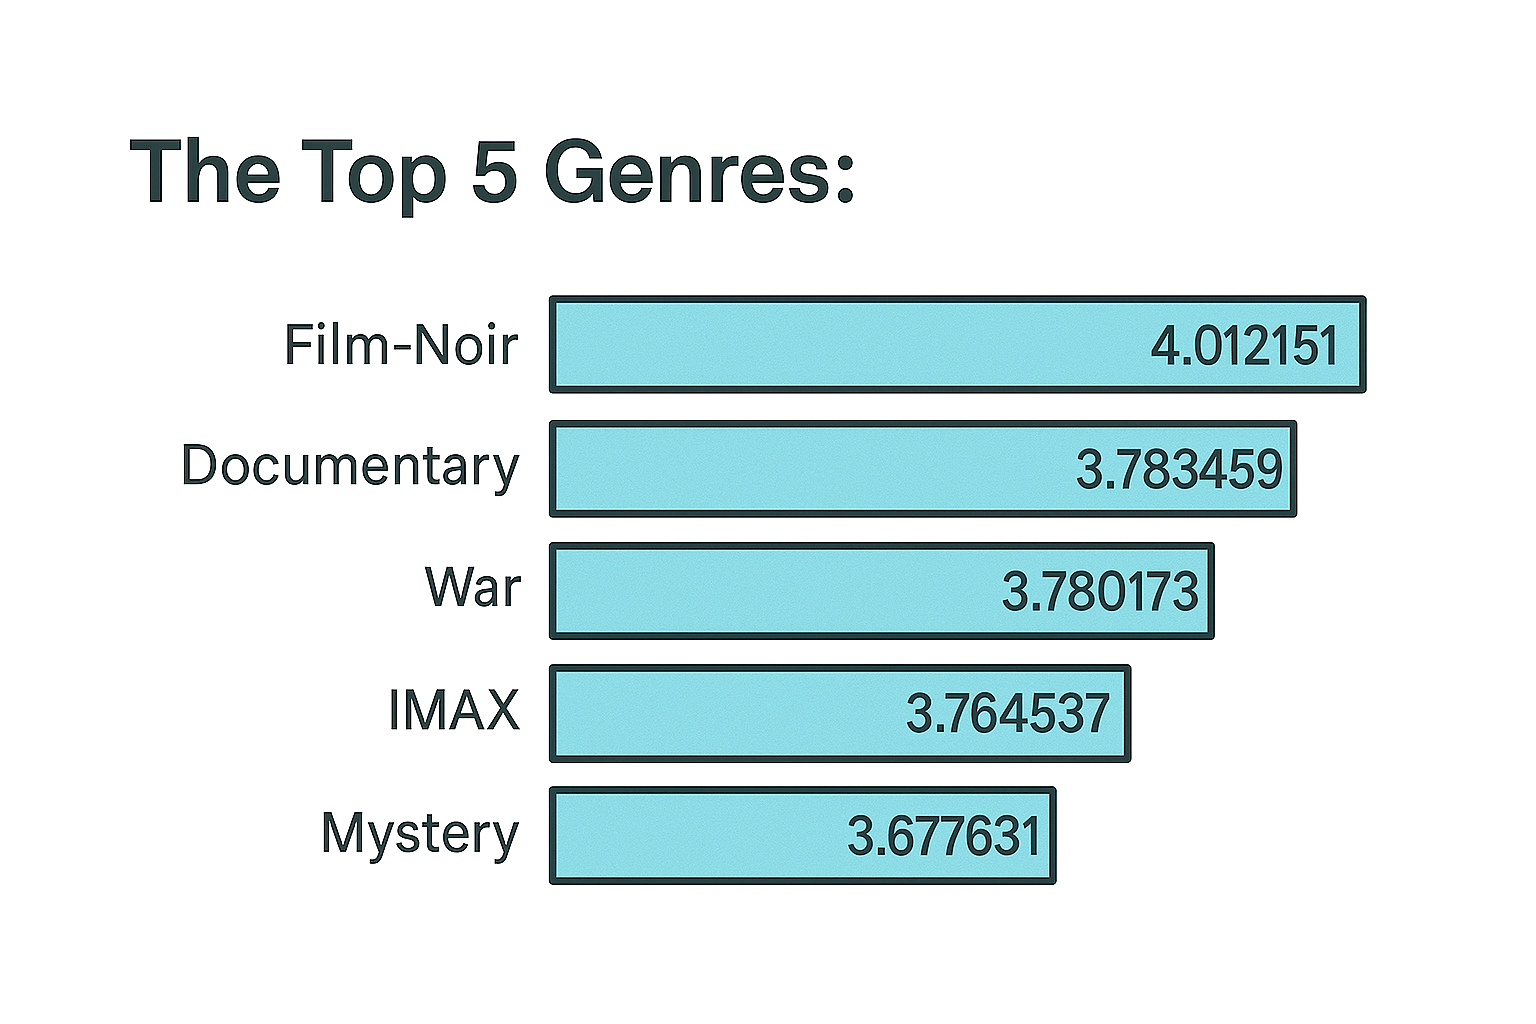 The Top 5 Genres:
Film-Noir 4.012151
Documentary 3.783459
War 3.780173
IMAX 3.764537
Mystery 3.677631